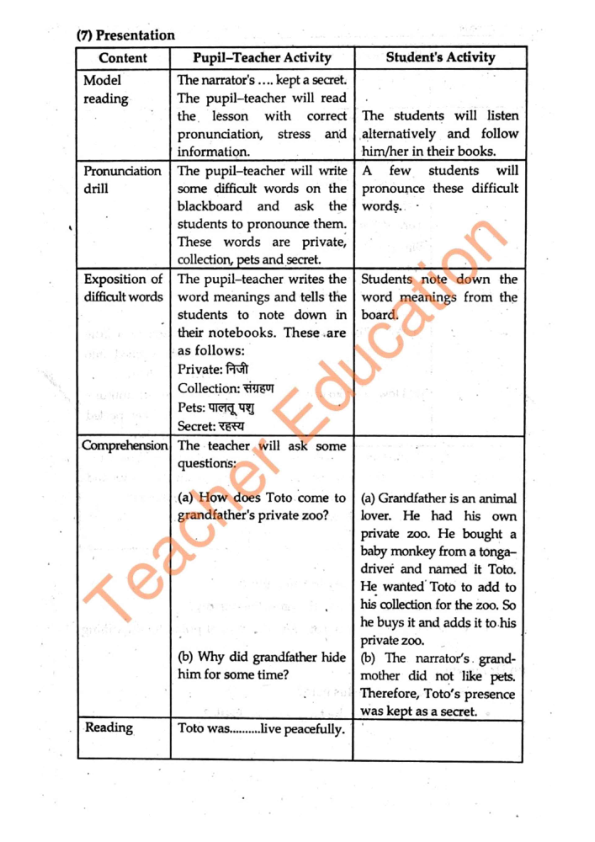 (7) Presentation
Content
Pupil–Teacher Activity
Student's Activity
Model
reading
The narrator's .... kept a secret.
The pupil–teacher will read
the lesson with correct
pronunciation, stress and
information.
The students will listen
alternatively and follow
him/her in their books.
Pronunciation
drill
The pupil–teacher will write
some difficult words on the
blackboard and ask the
students to pronounce them.
These words are private,
collection, pets and secret.
A few students will
pronounce these difficult
words.
Exposition of
difficult words
The pupil–teacher writes the
word meanings and tells the
students to note down in
their notebooks. These are
as follows:
Private: निजी
Collection: संग्रहण
Pets: पालतू पशु
Secret: रहस्य
Students note down the
word meanings from the
board.
Comprehension
The teacher will ask some
questions:
(a) How does Toto come to
grandfather's private zoo?
(a) Grandfather is an animal
lover. He had his own
private zoo. He bought a
baby monkey from a tonga–
driver and named it Toto.
He wanted Toto to add to
his collection for the zoo. So
he buys it and adds it to his
private zoo.
(b) Why did grandfather hide
him for some time?
(b) The narrator's grand-
mother did not like pets.
Therefore, Toto's presence
was kept as a secret.
Reading
Toto was..........live peacefully.
Teacher Education